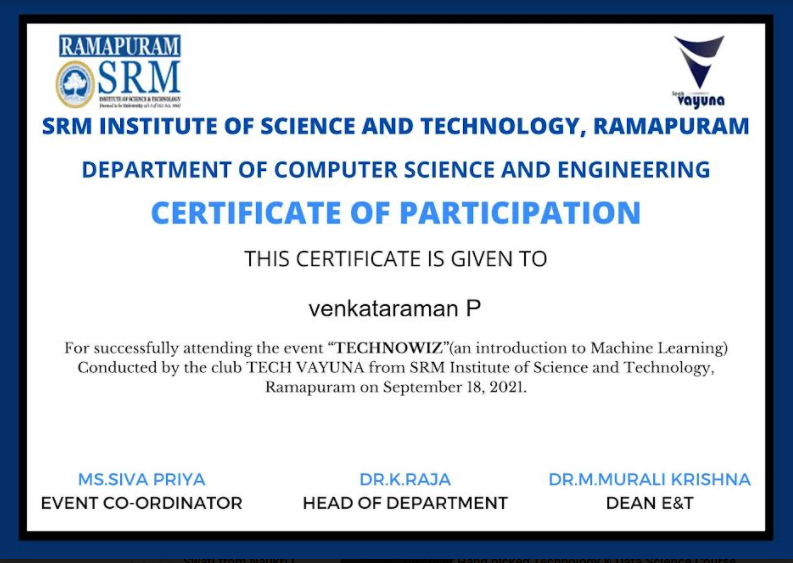 RAMAPURAM
SRM
INSTITUTE OF SCIENCE & TECHNOLOGY
tech
vayuna
SRM INSTITUTE OF SCIENCE AND TECHNOLOGY, RAMAPURAM
DEPARTMENT OF COMPUTER SCIENCE AND ENGINEERING
CERTIFICATE OF PARTICIPATION
THIS CERTIFICATE IS GIVEN TO
venkataraman P
For successfully attending the event “TECHNOWIZ”(an introduction to Machine Learning)
Conducted by the club TECH VAYUNA from SRM Institute of Science and Technology,
Ramapuram on September 18, 2021.
MS.SIVA PRIYA DR.K.RAJA DR.M.MURALI KRISHNA
EVENT CO-ORDINATOR HEAD OF DEPARTMENT DEAN E&T